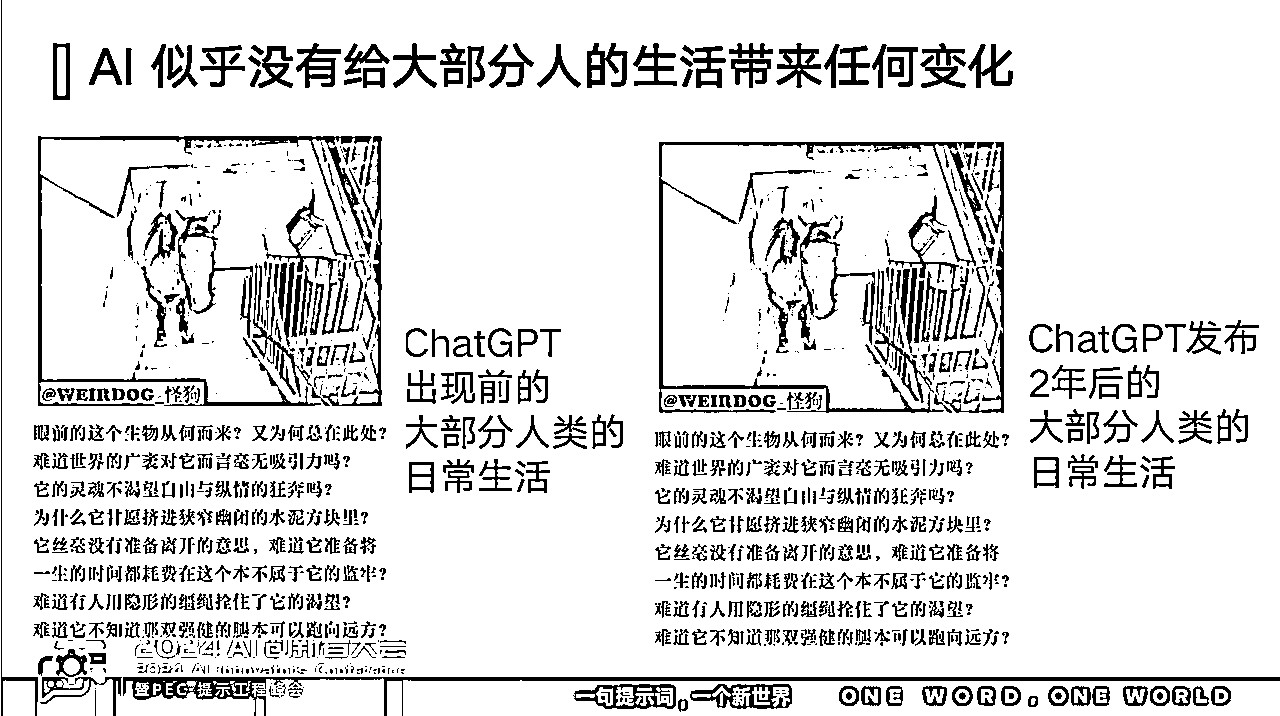 AI 似乎没有给大部分人的生活带来任何变化
@WEIRDOG_怪狗
眼前的这个生物从何而来？又为何总在此处？
难道世界的广袤对它而言毫无吸引力吗？
它的灵魂不渴望自由与纵情的狂奔吗？
为什么它甘愿挤进狭窄幽闭的水泥方块里？
它丝毫没有准备离开的意思，难道它准备将
一生的时间都耗费在这个本不属于它的监牢？
难道有人用隐形的缰绳拴住了它的渴望？
难道它不知道那双强健的腿本可以跑向远方？
ChatGPT
出现前的
大部分人类的
日常生活
@WEIRDOG_怪狗
眼前的这个生物从何而来？又为何总在此处？
难道世界的广袤对它而言毫无吸引力吗？
它的灵魂不渴望自由与纵情的狂奔吗？
为什么它甘愿挤进狭窄幽闭的水泥方块里？
它丝毫没有准备离开的意思，难道它准备将
一生的时间都耗费在这个本不属于它的监牢？
难道有人用隐形的缰绳拴住了它的渴望？
难道它不知道那双强健的腿本可以跑向远方？
ChatGPT发布
2年后的
大部分人类的
日常生活
2024 AI创新者大会
2024 AI Innovators Conference
暨PEC·提示工程峰会
一句提示词，一个新世界
ONE WORD，ONE WORLD